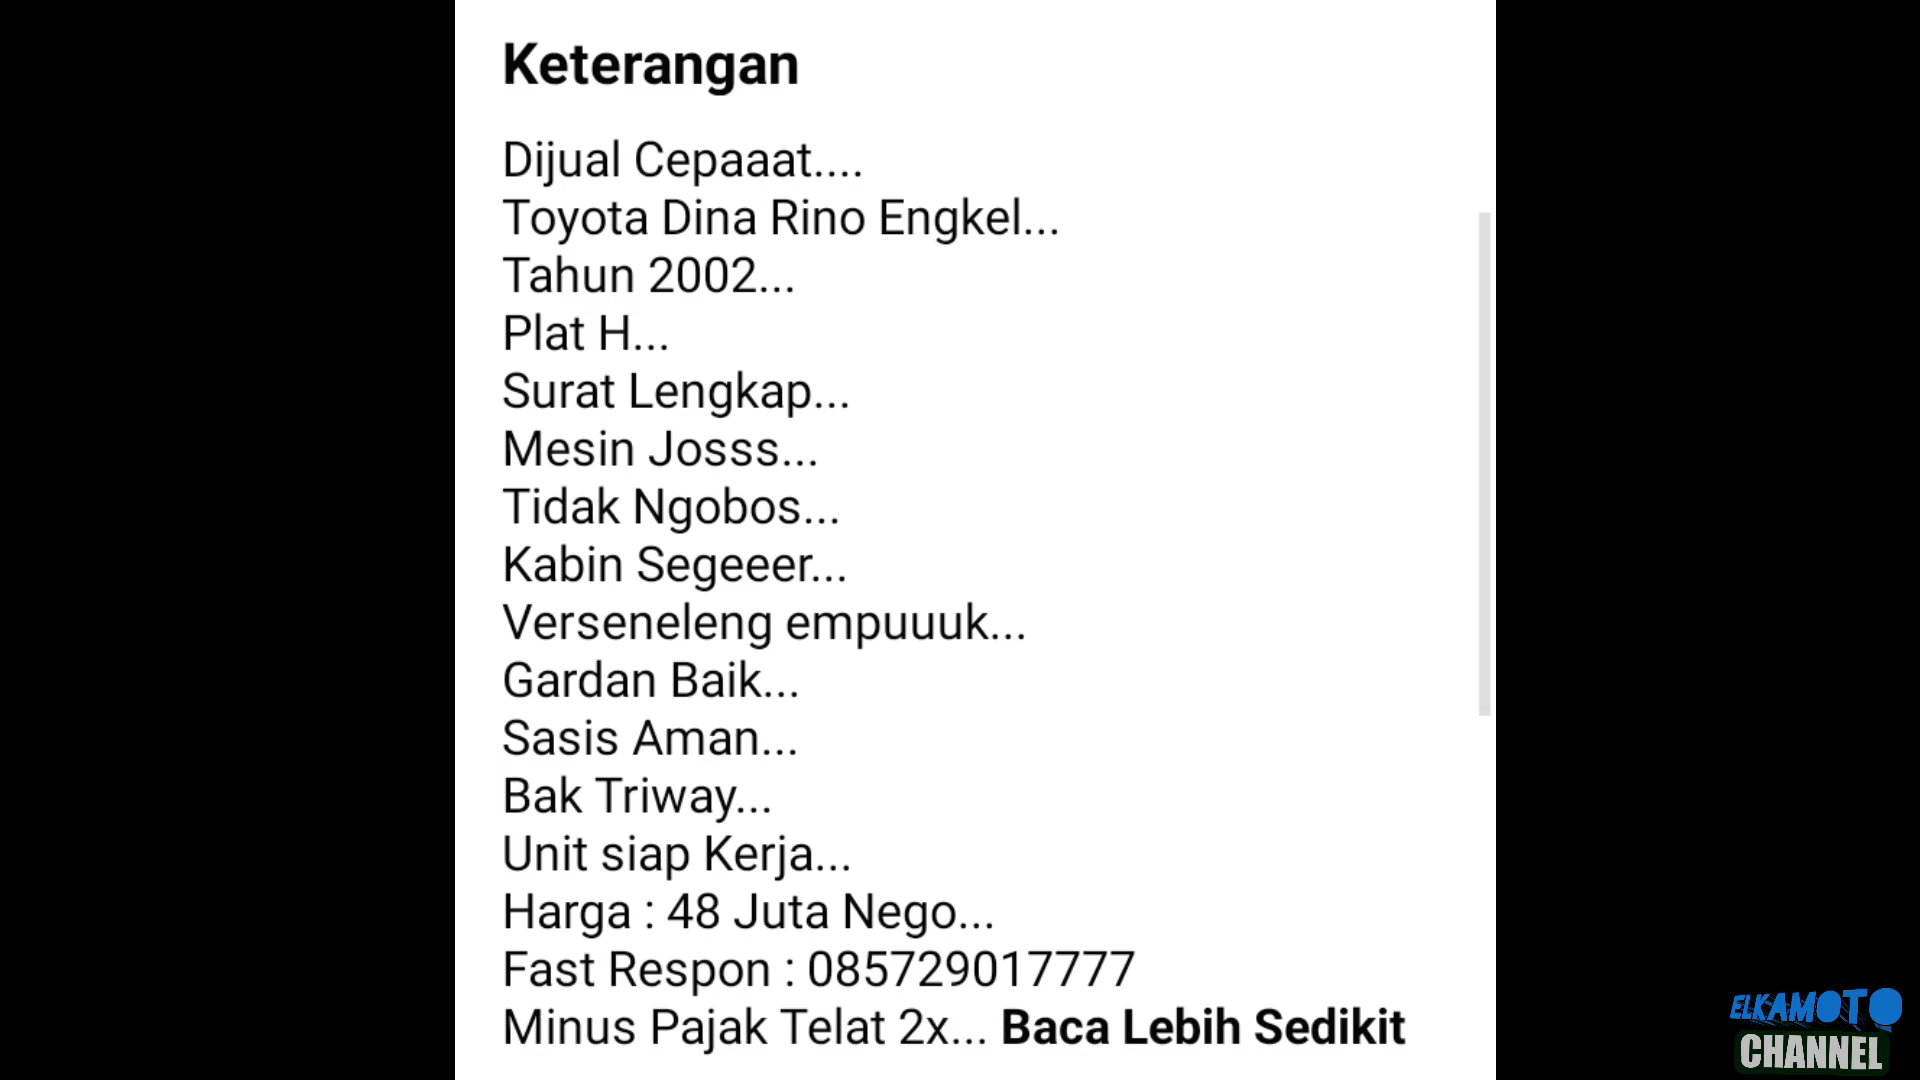 Keterangan
Dijual Cepaaat....
Toyota Dina Rino Engkel...
Tahun 2002...
Plat H...
Surat Lengkap...
Mesin Josss...
Tidak Ngobos...
Kabin Segeeer...
Verseneleng empuuuk...
Gardan Baik...
Sasis Aman...
Bak Triway...
Unit siap Kerja...
Harga : 48 Juta Nego...
Fast Respon : 085729017777
Minus Pajak Telat 2x... Baca Lebih Sedikit
ELKAMOTO
CHANNEL